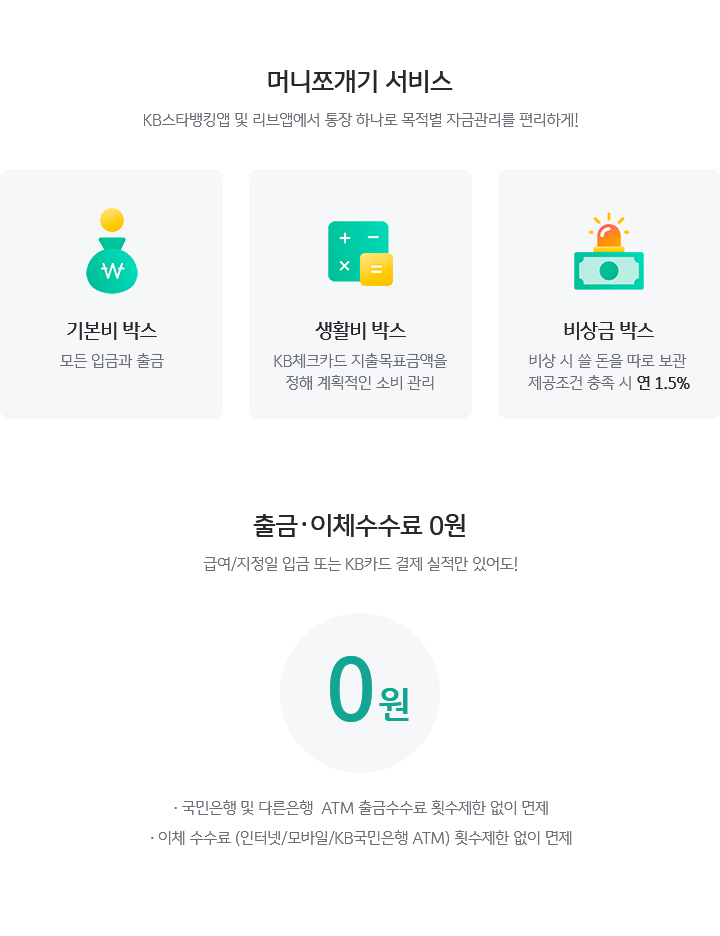 머니쪼개기 서비스
KB스타뱅킹앱 및 리브앱에서 통장 하나로 목적별 자금관리를 편리하게!
₩
+ −
× =
기본비 박스
모든 입금과 출금
생활비 박스
KB체크카드 지출목표금액을
정해 계획적인 소비 관리
비상금 박스
비상 시 쓸 돈을 따로 보관
제공조건 충족 시 연 1.5%
출금·이체수수료 0원
급여/지정일 입금 또는 KB카드 결제 실적만 있어도!
0원
· 국민은행 및 다른은행 ATM 출금수수료 횟수제한 없이 면제
· 이체 수수료 (인터넷/모바일/KB국민은행 ATM) 횟수제한 없이 면제